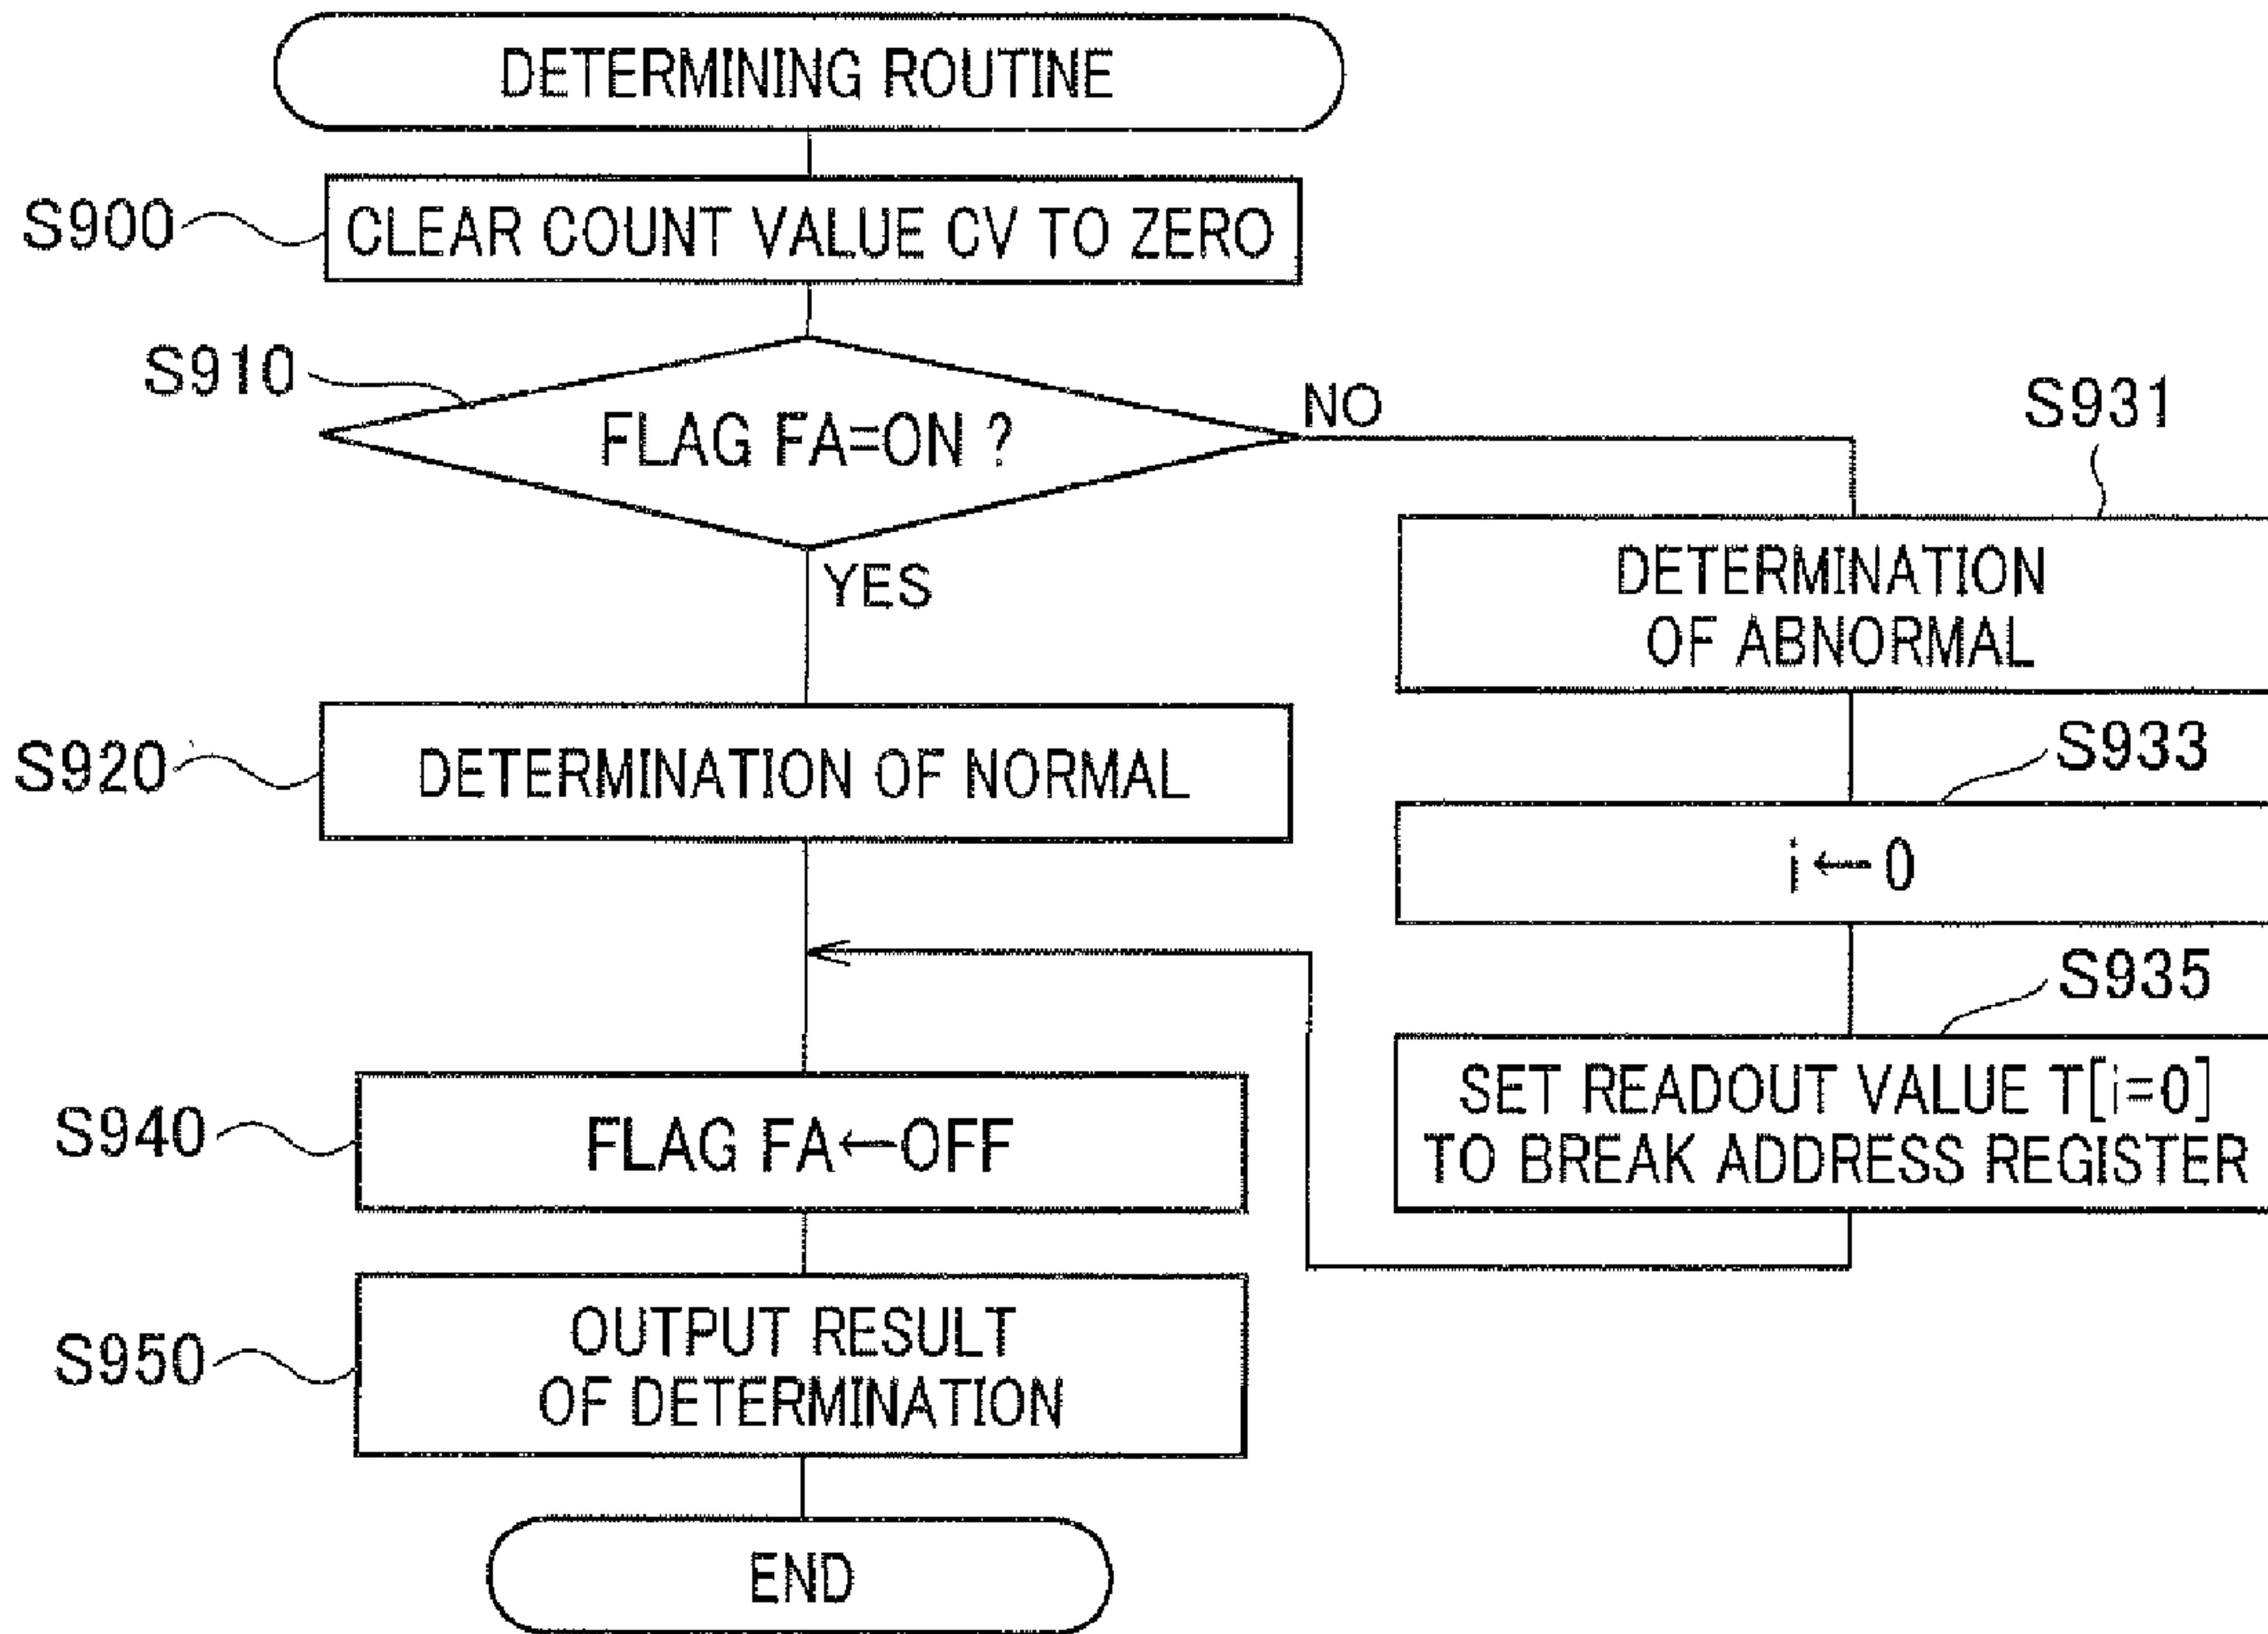 DETERMINING ROUTINE
S900
CLEAR COUNT VALUE CV TO ZERO
S910
FLAG FA=ON ?
NO
YES
S931
DETERMINATION
OF ABNORMAL
S920
DETERMINATION OF NORMAL
S933
i←0
S935
SET READOUT VALUE T[i=0]
TO BREAK ADDRESS REGISTER
S940
FLAG FA←OFF
S950
OUTPUT RESULT
OF DETERMINATION
END